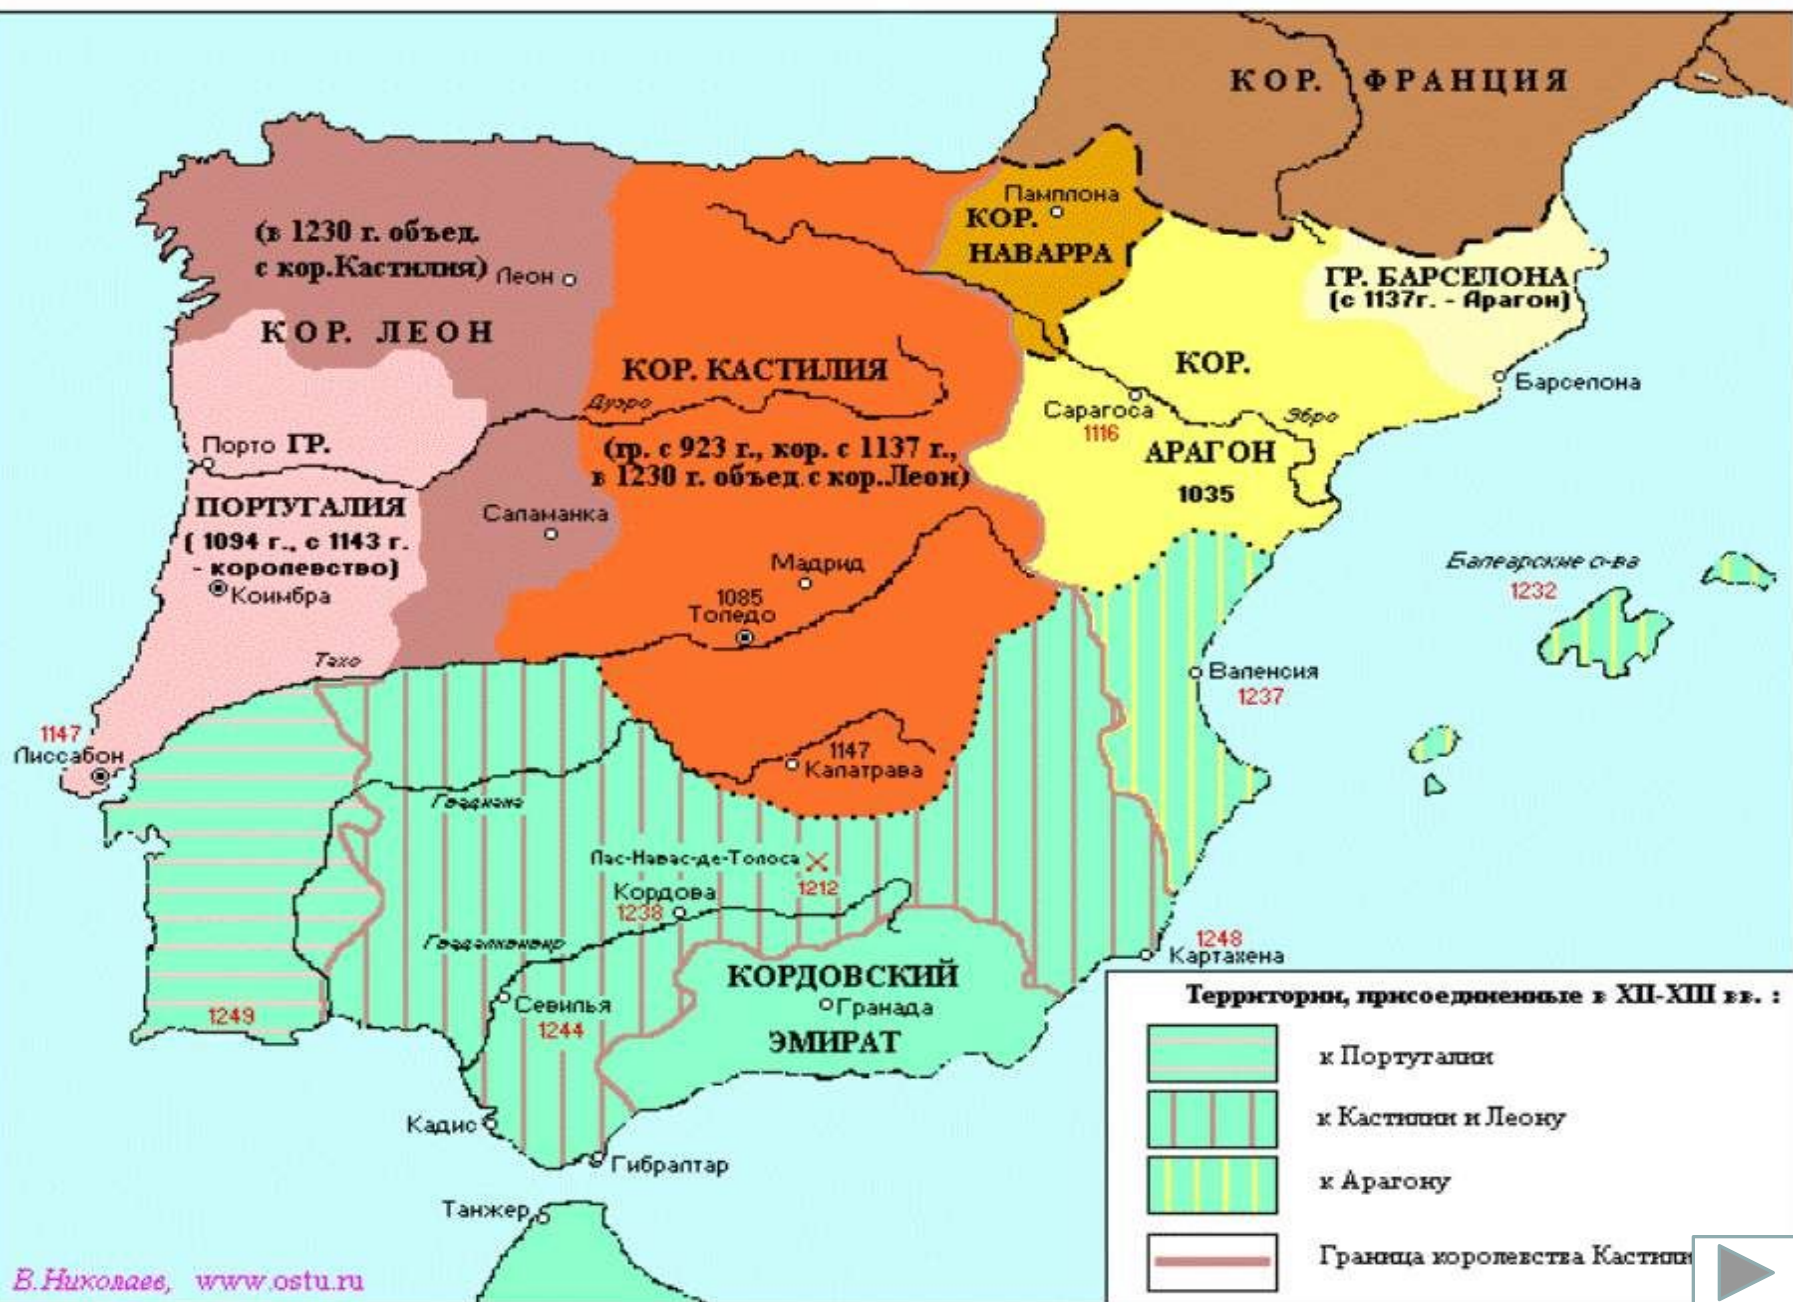 КОР. ФРАНЦИЯ
Памплона
КОР.
НАВАРРА
(в 1230 г. объед.
с кор.Кастилия)
Леон
КОР. ЛЕОН
ГР. БАРСЕЛОНА
(с 1137г. - Арагон)
КОР. КАСТИЛИЯ
Дуэро
КОР.
Барселона
Сарагоса
1116
Эбро
Порто
ГР.
(гр. с 923 г., кор. с 1137 г.,
в 1230 г. объед.с кор.Леон)
АРАГОН
1035
ПОРТУГАЛИЯ
( 1094 г., с 1143 г.
- королевство)
Коимбра
Саламанка
Мадрид
1085
Толедо
Балеарские о-ва
1232
Тахо
Валенсия
1237
1147
Лиссабон
1147
Калатрава
Гвадиана
Лас-Навас-де-Толоса
1212
Кордова
1238
Гвадалквивир
1248
Картахена
КОРДОВСКИЙ
Гранада
ЭМИРАТ
Севилья
1244
1249
Кадис
Гибралтар
Танжер
Территории, присоединенные в XII-XIII вв. :
к Португалии
к Кастилии и Леону
к Арагону
Граница королевства Кастили
В.Николаев, www.ostu.ru